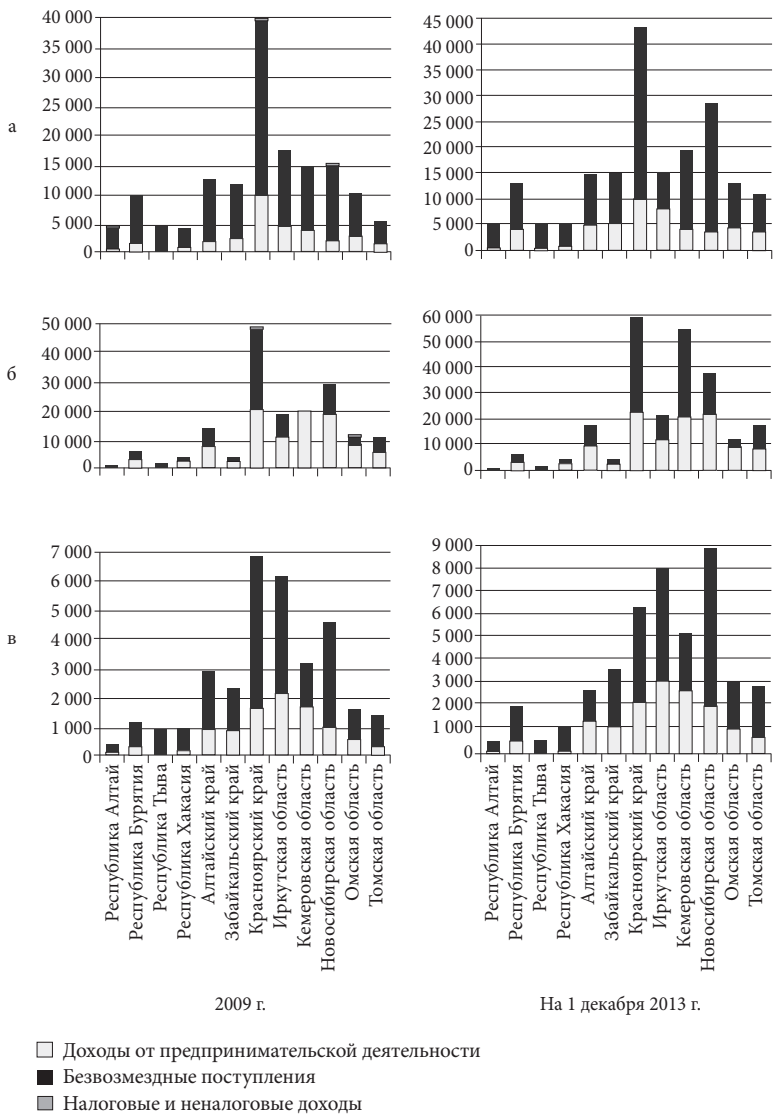 а
40 000
35 000
30 000
25 000
20 000
15 000
10 000
5 000
0
45 000
40 000
35 000
30 000
25 000
20 000
15 000
10 000
5 000
0
б
50 000
40 000
30 000
20 000
10 000
0
60 000
50 000
40 000
30 000
20 000
10 000
0
в
7 000
6 000
5 000
4 000
3 000
2 000
1 000
0
9 000
8 000
7 000
6 000
5 000
4 000
3 000
2 000
1 000
0
Республика Алтай
Республика Бурятия
Республика Тыва
Республика Хакасия
Алтайский край
Забайкальский край
Красноярский край
Иркутская область
Кемеровская область
Новосибирская область
Омская область
Томская область
Республика Алтай
Республика Бурятия
Республика Тыва
Республика Хакасия
Алтайский край
Забайкальский край
Красноярский край
Иркутская область
Кемеровская область
Новосибирская область
Омская область
Томская область
2009 г.
На 1 декабря 2013 г.
Доходы от предпринимательской деятельности
Безвозмездные поступления
Налоговые и неналоговые доходы